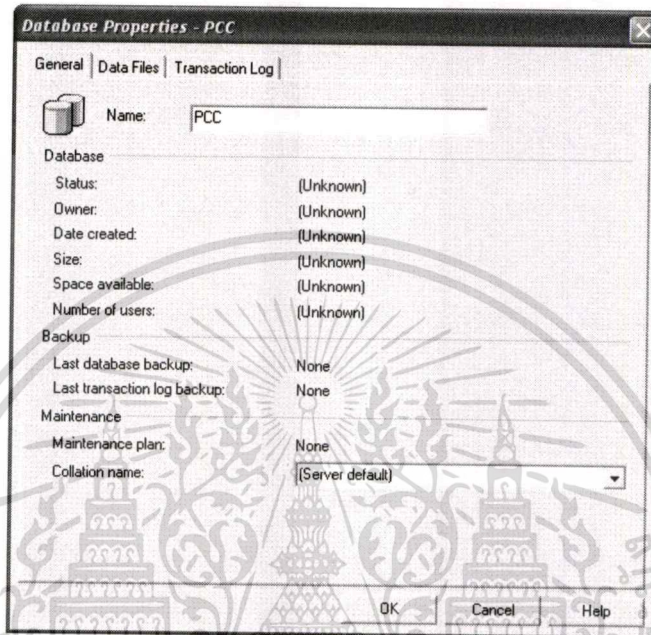 Database Properties - PCC
General Data Files Transaction Log
Name: PCC
Database
Status: (Unknown)
Owner: (Unknown)
Date created: (Unknown)
Size: (Unknown)
Space available: (Unknown)
Number of users: (Unknown)
Backup
Last database backup: None
Last transaction log backup: None
Maintenance
Maintenance plan: None
Collation name: (Server default)
OK Cancel Help